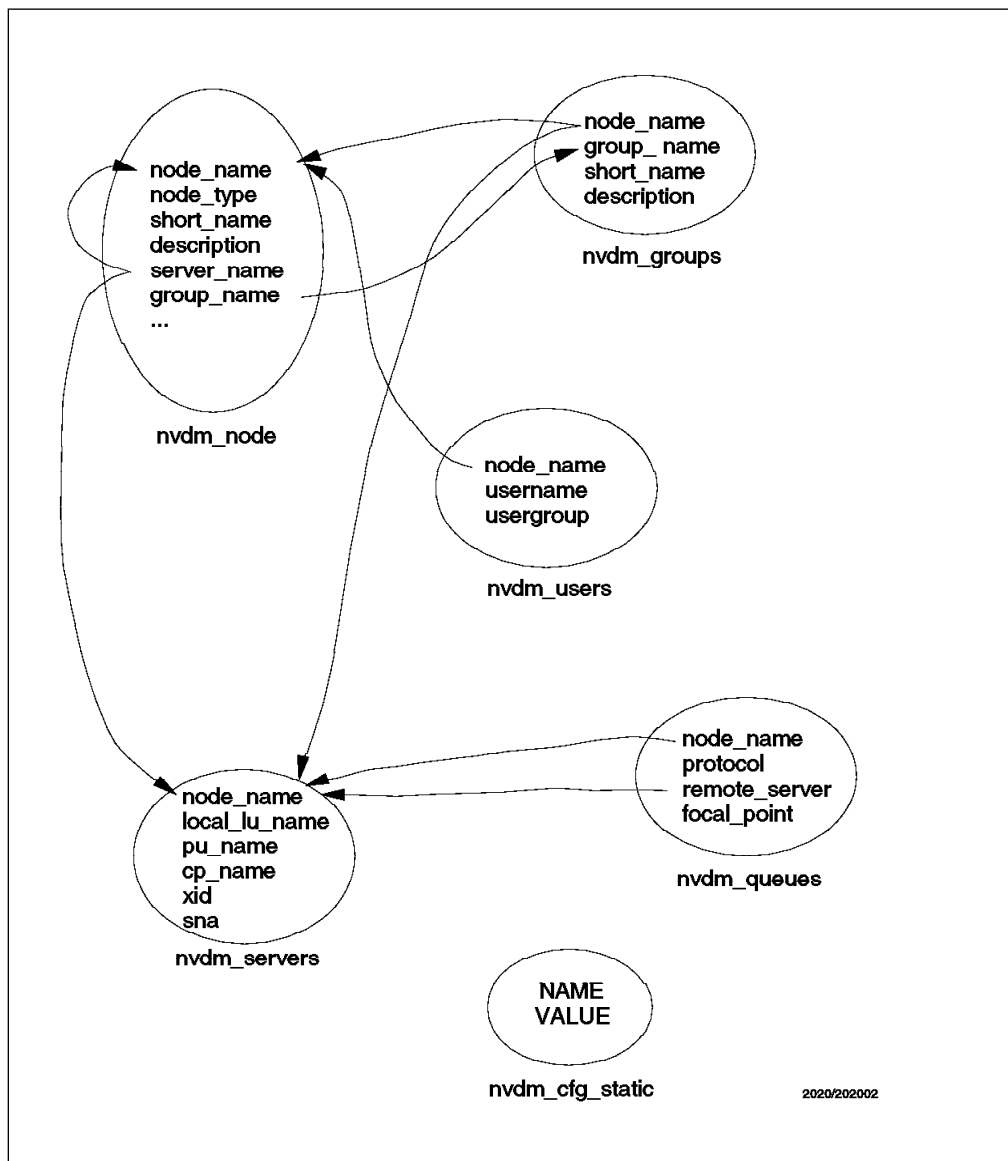 node_name
node_type
short_name
description
server_name
group_name
...
nvdm_node
node_name
group_ name
short_name
description
nvdm_groups
node_name
username
usergroup
nvdm_users
node_name
protocol
remote_server
focal_point
nvdm_queues
node_name
local_lu_name
pu_name
cp_name
xid
sna
nvdm_servers
NAME
VALUE
nvdm_cfg_static
2020/202002